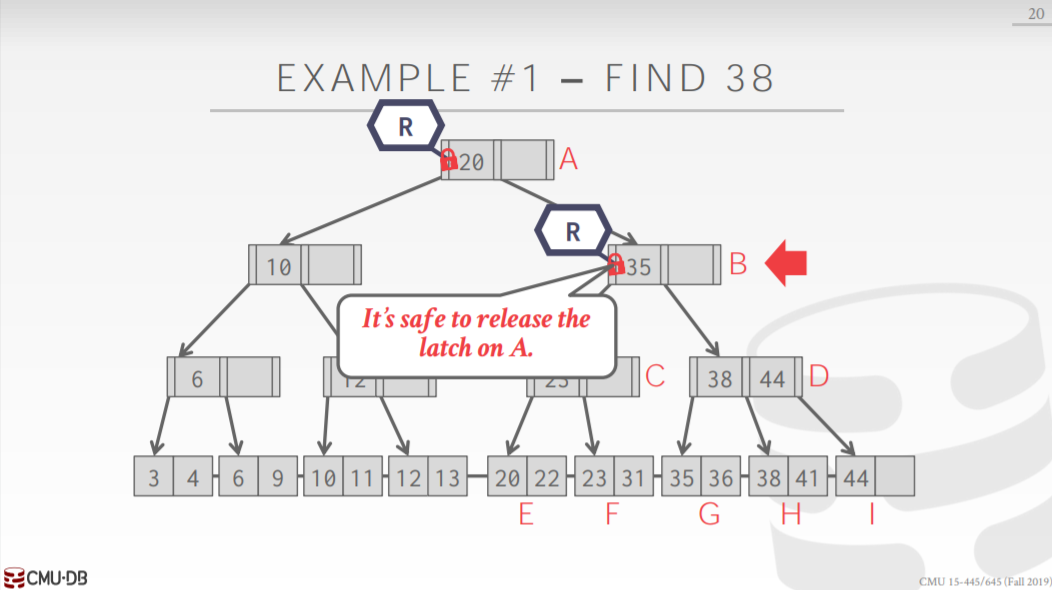 20
EXAMPLE #1 – FIND 38
R
20 A
R
10 35 B
It's safe to release the
latch on A.
6 12 23 C 38 44 D
3 4 6 9 10 11 12 13 20 22 23 31 35 36 38 41 44
E F G H I
CMU·DB
CMU 15-445/645 (Fall 2019)